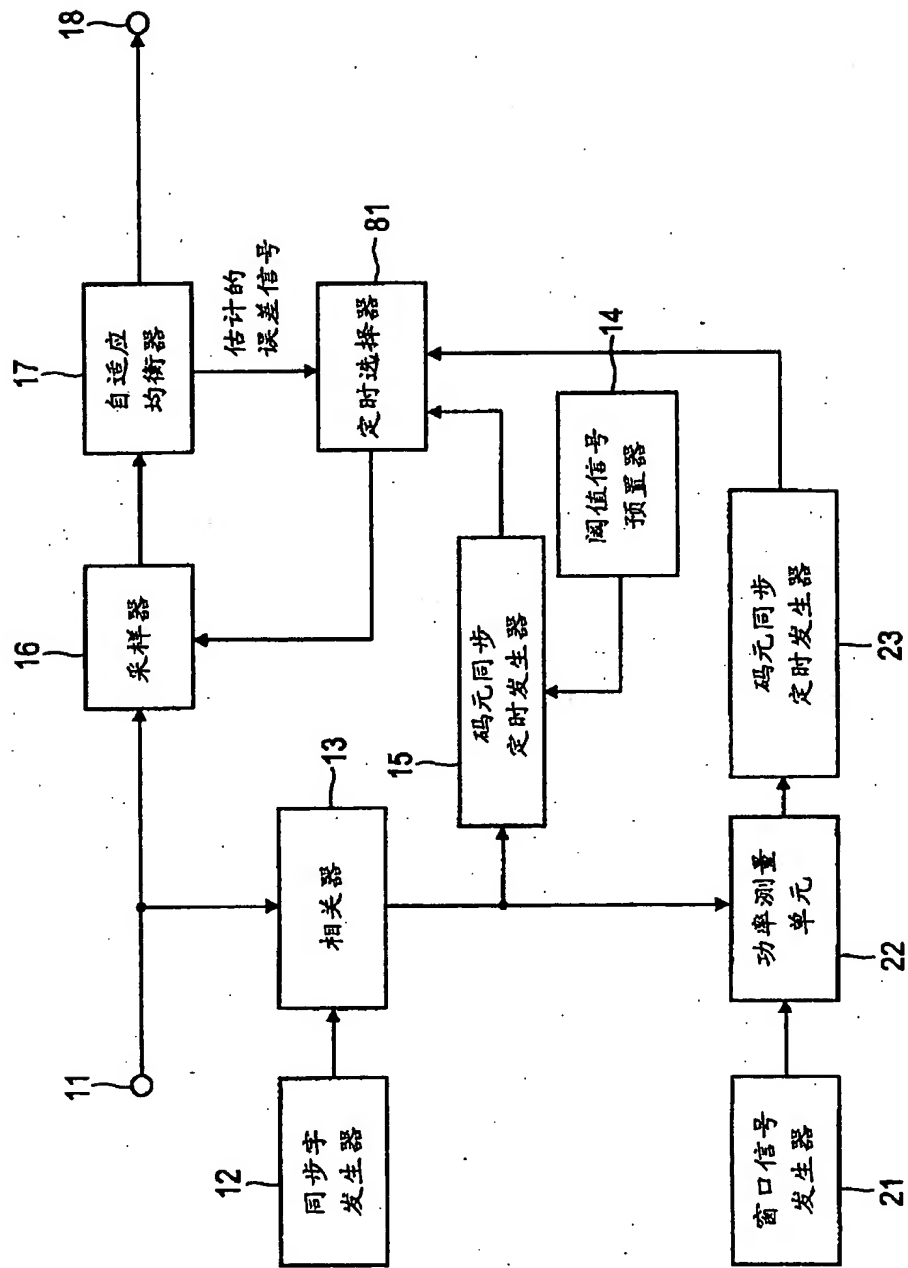 11
16
采样器
17
自适应
均衡器
18
估计的
误差信号
12
同步字
发生器
13
相关器
81
定时选择器
15
码元同步
定时发生器
14
阈值信号
预置器
21
窗口信号
发生器
22
功率测量
单元
23
码元同步
定时发生器